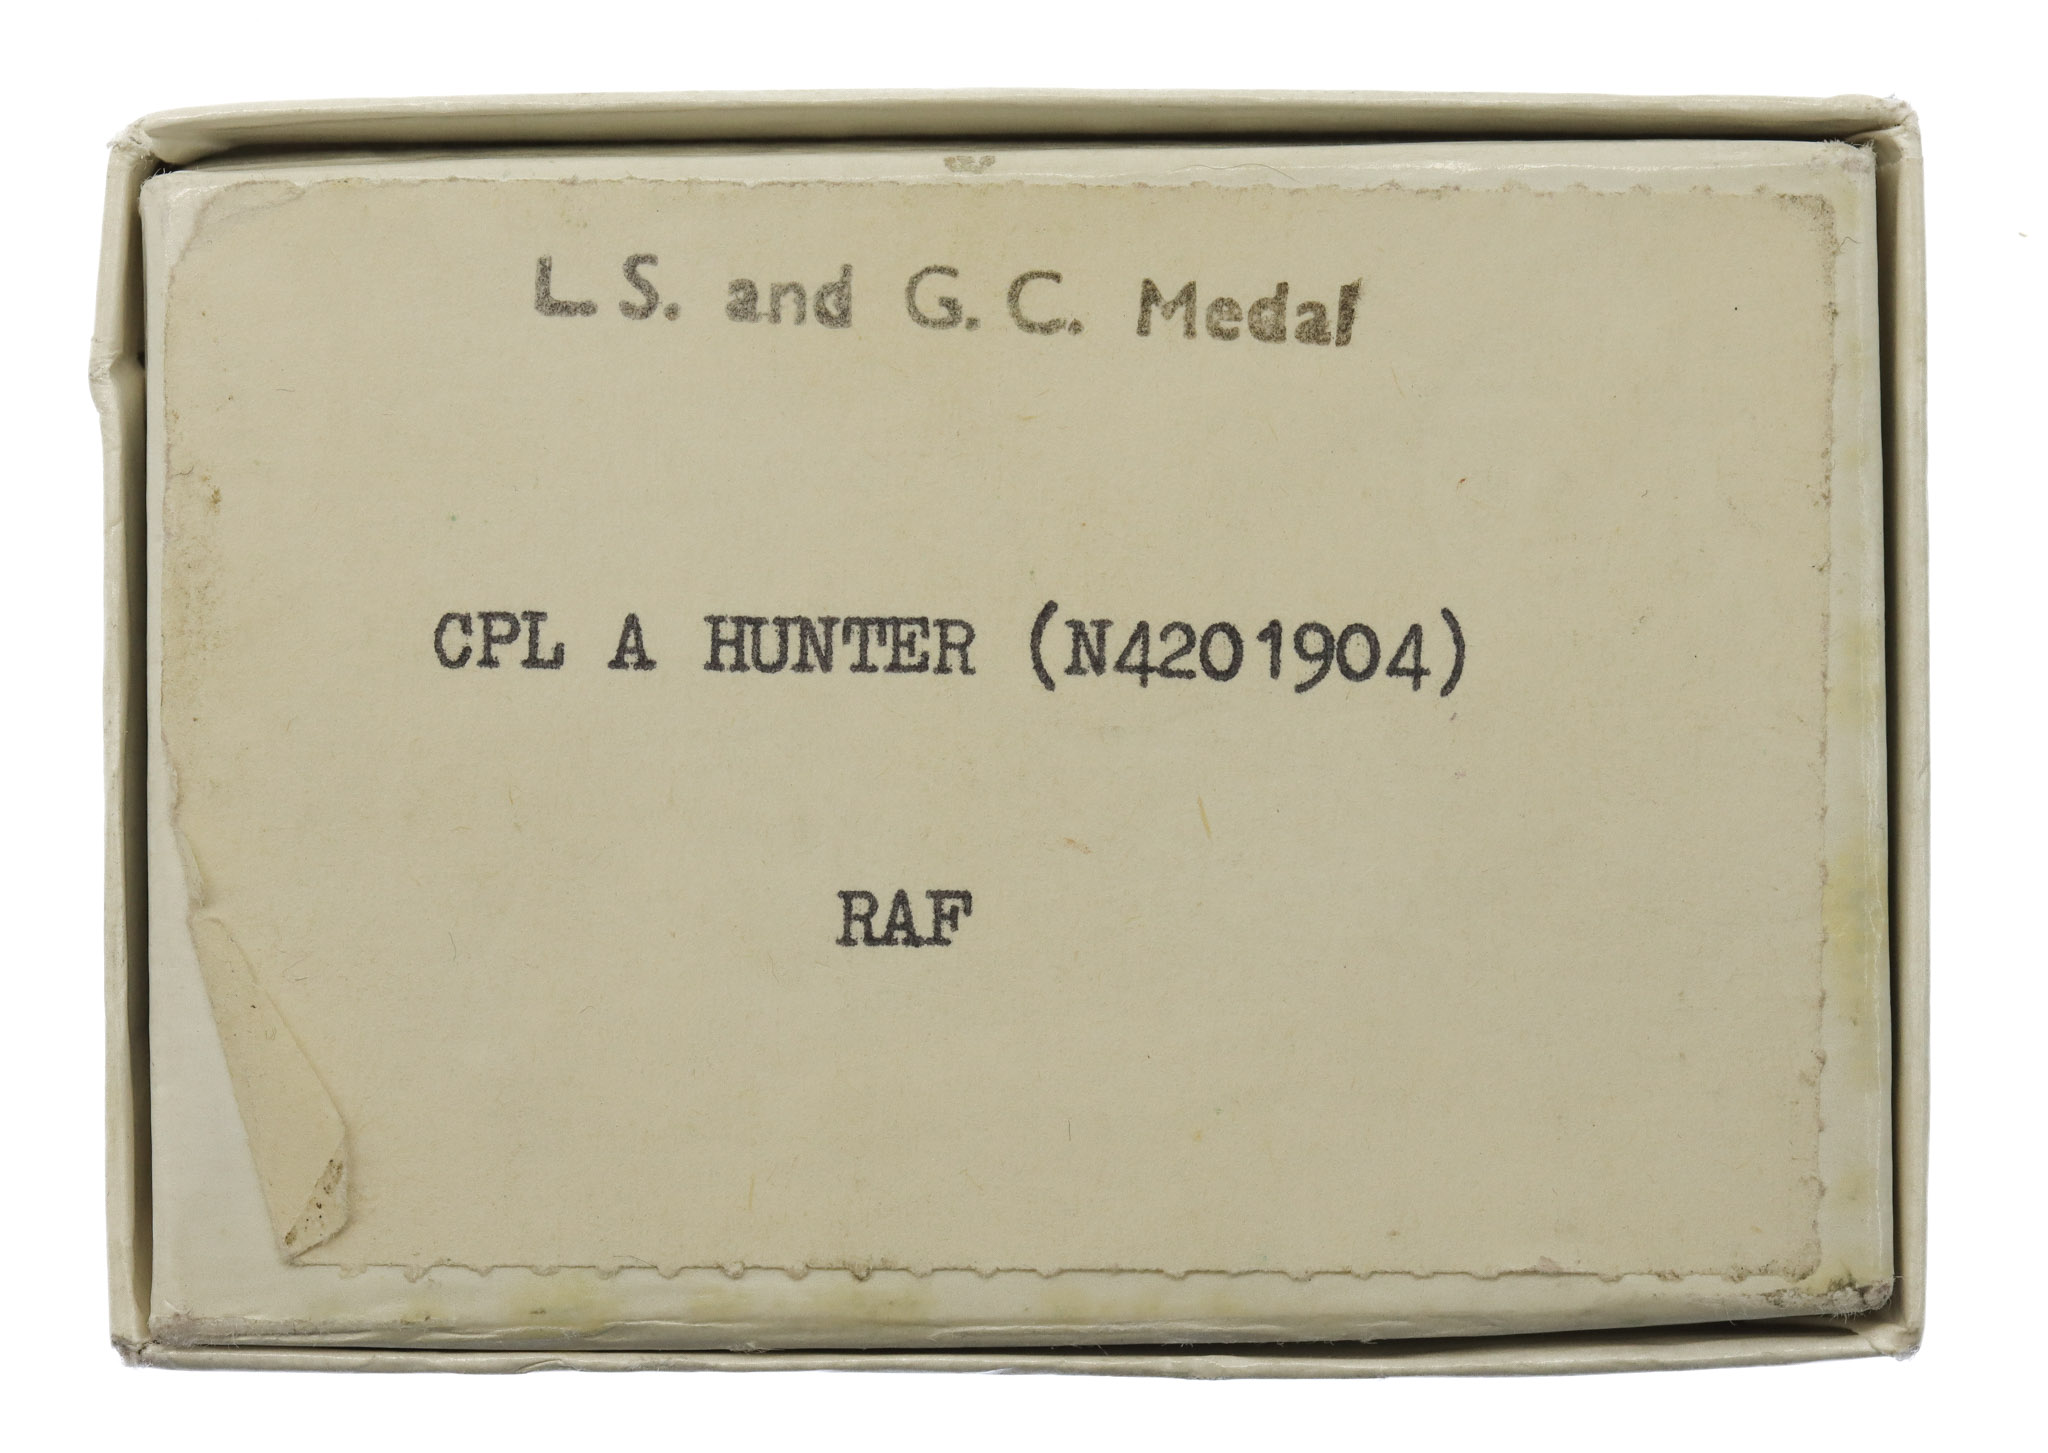 L.S. and G.C. Medal
CPL A HUNTER (N4201904)
RAF